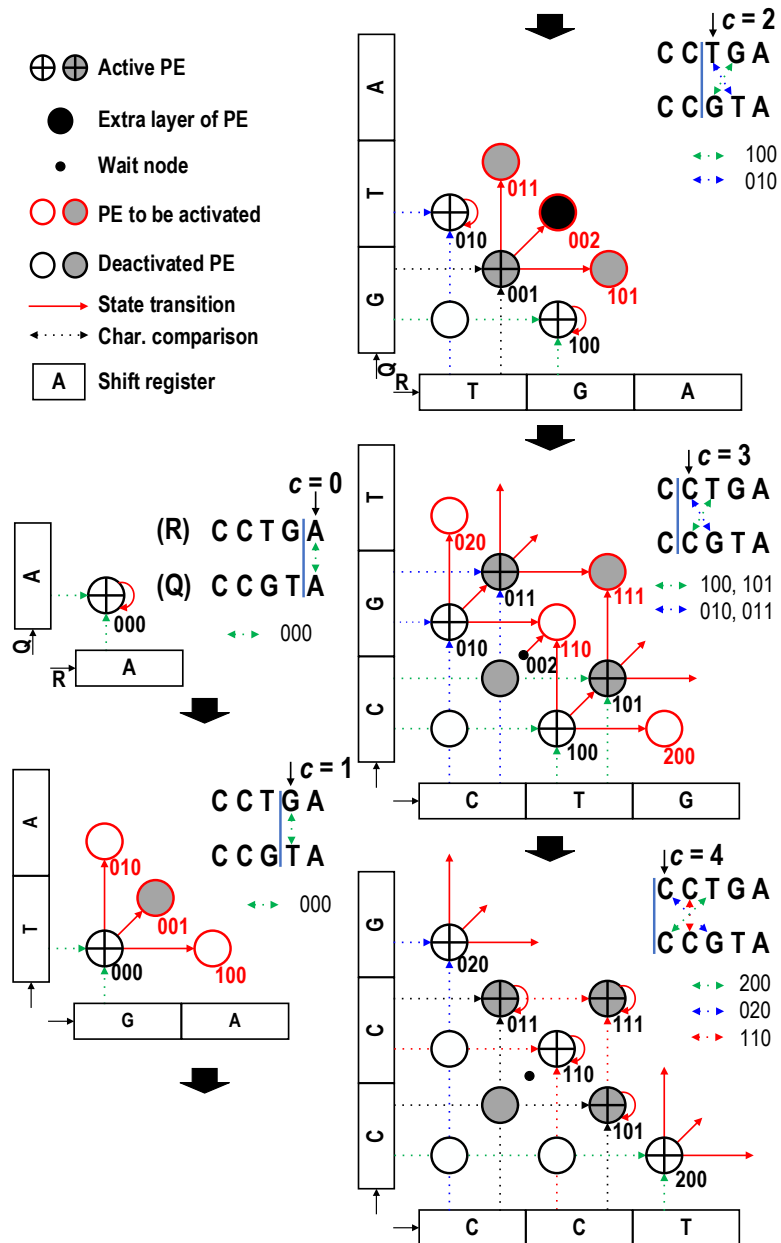 Active PE
Extra layer of PE
Wait node
PE to be activated
Deactivated PE
State transition
Char. comparison
A Shift register
c = 0
(R) C C T G A
(Q) C C G T A
000
A
000
Q
R
A
c = 1
C C T G A
C C G T A
000
A
T
010
001
000
100
G A
c = 2
C C T G A
C C G T A
100
010
A
T
G
011
010
002
001
101
100
Q
R
T G A
c = 3
C C T G A
C C G T A
100, 101
010, 011
T
G
C
020
011
111
010
110
002
101
100
200
C T G
c = 4
C C T G A
C C G T A
200
020
110
G
C
C
020
011
111
110
101
200
C C T